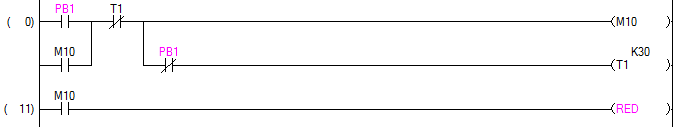 PB1 T1
( 0) (M10 )
M10 PB1 K30
(T1 )
M10
( 11) (RED )